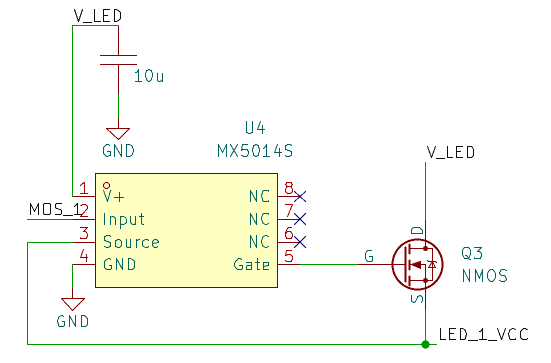 V_LED
10u
GND
U4
MX5014S
V_LED
1 V+ NC 8
MOS_1 2 Input NC 7
3 Source NC 6
4 GND Gate 5
G
D
S
Q3
NMOS
GND
LED_1_VCC